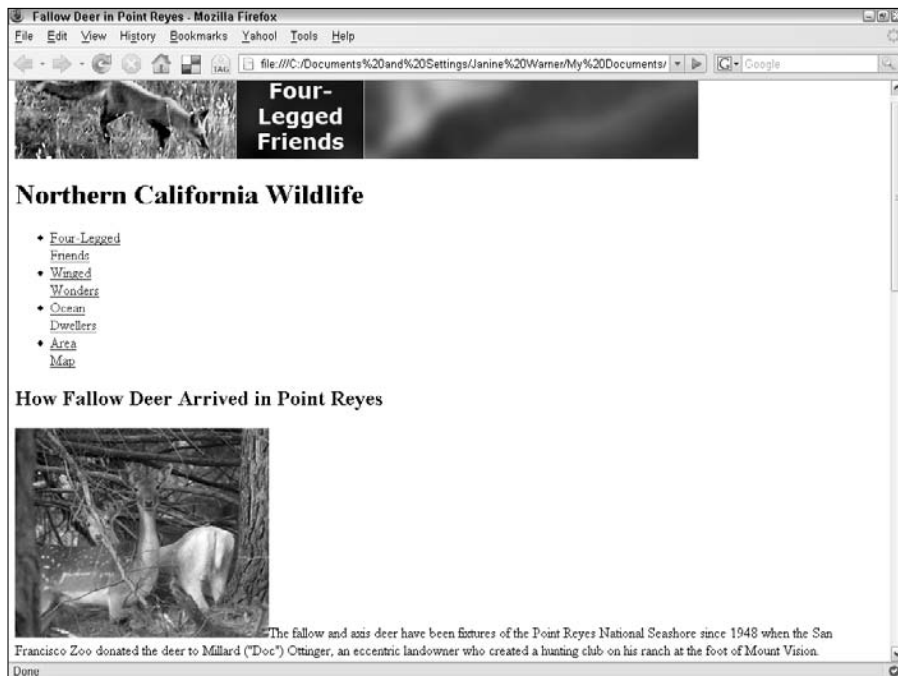 Fallow Deer in Point Reyes - Mozilla Firefox
File Edit View History Bookmarks Yahoo! Tools Help
TAG
file:///C:/Documents%20and%20Settings/Janine%20Warner/My%20Documents/
G
Google
Four-
Legged
Friends
Northern California Wildlife
Four-Legged
Friends
Winged
Wonders
Ocean
Dwellers
Area
Map
How Fallow Deer Arrived in Point Reyes
The fallow and axis deer have been fixtures of the Point Reyes National Seashore since 1948 when the San
Francisco Zoo donated the deer to Millard ("Doc") Ottinger, an eccentric landowner who created a hunting club on his ranch at the foot of Mount Vision.
Done